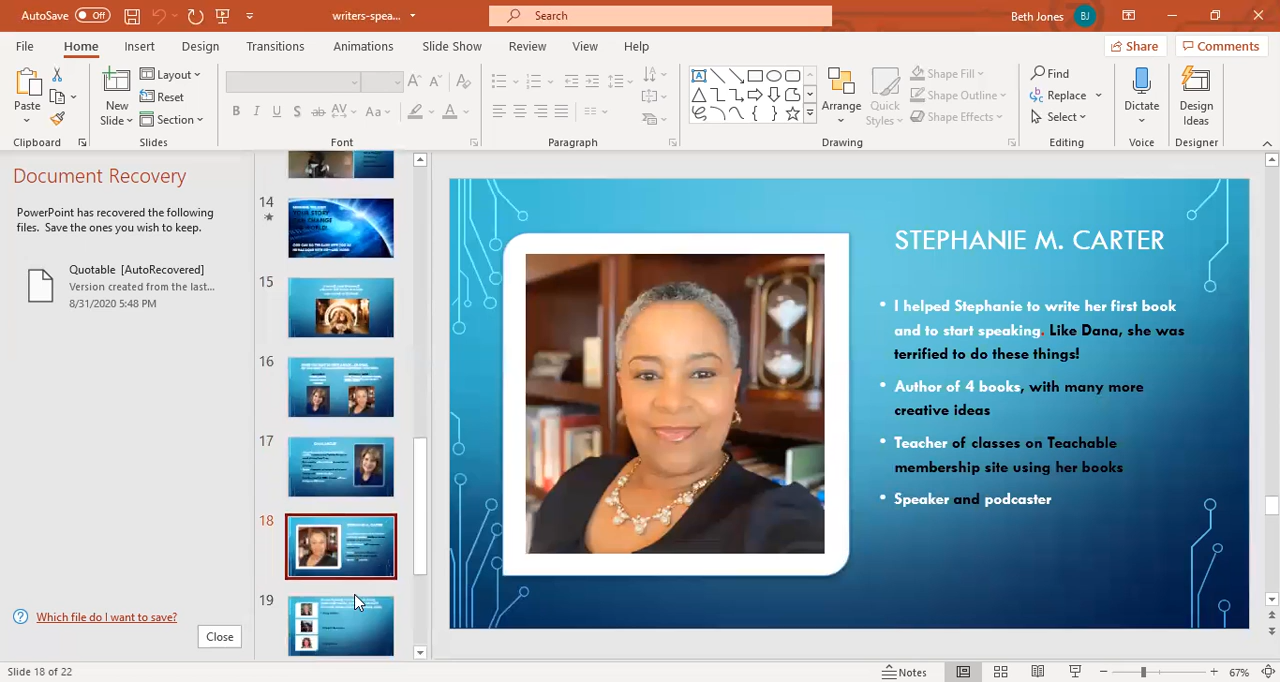 AutoSave Off
writers-spea...
Search
Beth Jones BJ
File Home Insert Design Transitions Animations Slide Show Review View Help
Share Comments
Paste
New
Slide
Layout
Reset
Section
Arrange
Quick
Styles
Shape Fill
Shape Outline
Shape Effects
Find
Replace
Select
Dictate
Design
Ideas
Clipboard Slides Font Paragraph Drawing Editing Voice Designer
Document Recovery
PowerPoint has recovered the following
files. Save the ones you wish to keep.
Quotable [AutoRecovered]
Version created from the last...
8/31/2020 5:48 PM
Which file do I want to save?
Close
14
YOUR STORY
15
16
17
18
STEPHANIE M. CARTER
19
STEPHANIE M. CARTER
• I helped Stephanie to write her first book
and to start speaking. Like Dana, she was
terrified to do these things!
• Author of 4 books, with many more
creative ideas
• Teacher of classes on Teachable
membership site using her books
• Speaker and podcaster
Slide 18 of 22
Notes
67%